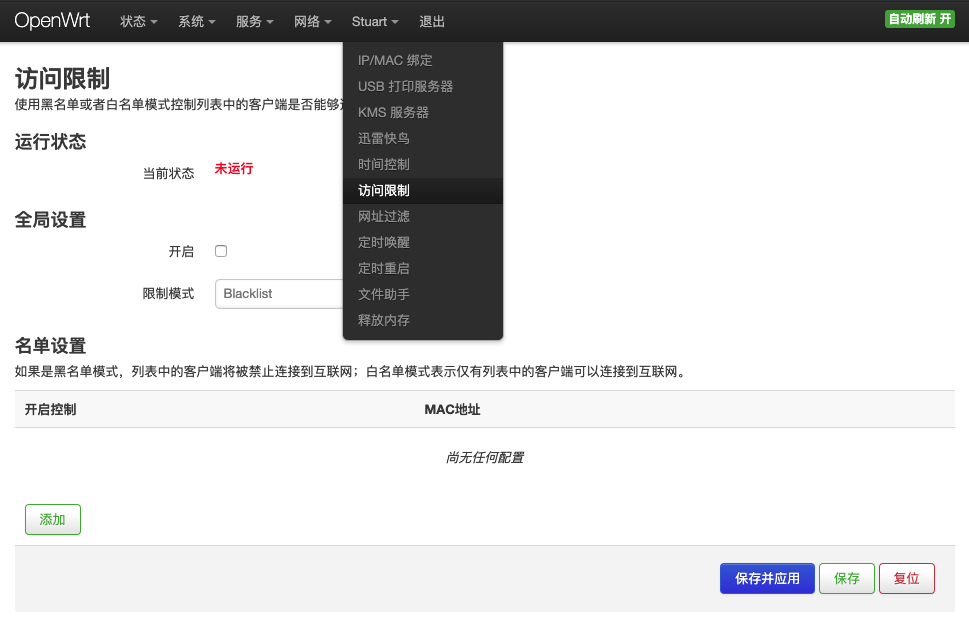 OpenWrt 状态 系统 服务 网络 Stuart 退出 自动刷新 开
IP/MAC 绑定
USB 打印服务器
KMS 服务器
迅雷快鸟
时间控制
访问限制
网址过滤
定时唤醒
定时重启
文件助手
释放内存
访问限制
使用黑名单或者白名单模式控制列表中的客户端是否能够
运行状态
当前状态 未运行
全局设置
开启
限制模式 Blacklist
名单设置
如果是黑名单模式，列表中的客户端将被禁止连接到互联网；白名单模式表示仅有列表中的客户端可以连接到互联网。
开启控制 MAC地址
尚无任何配置
添加
保存并应用 保存 复位